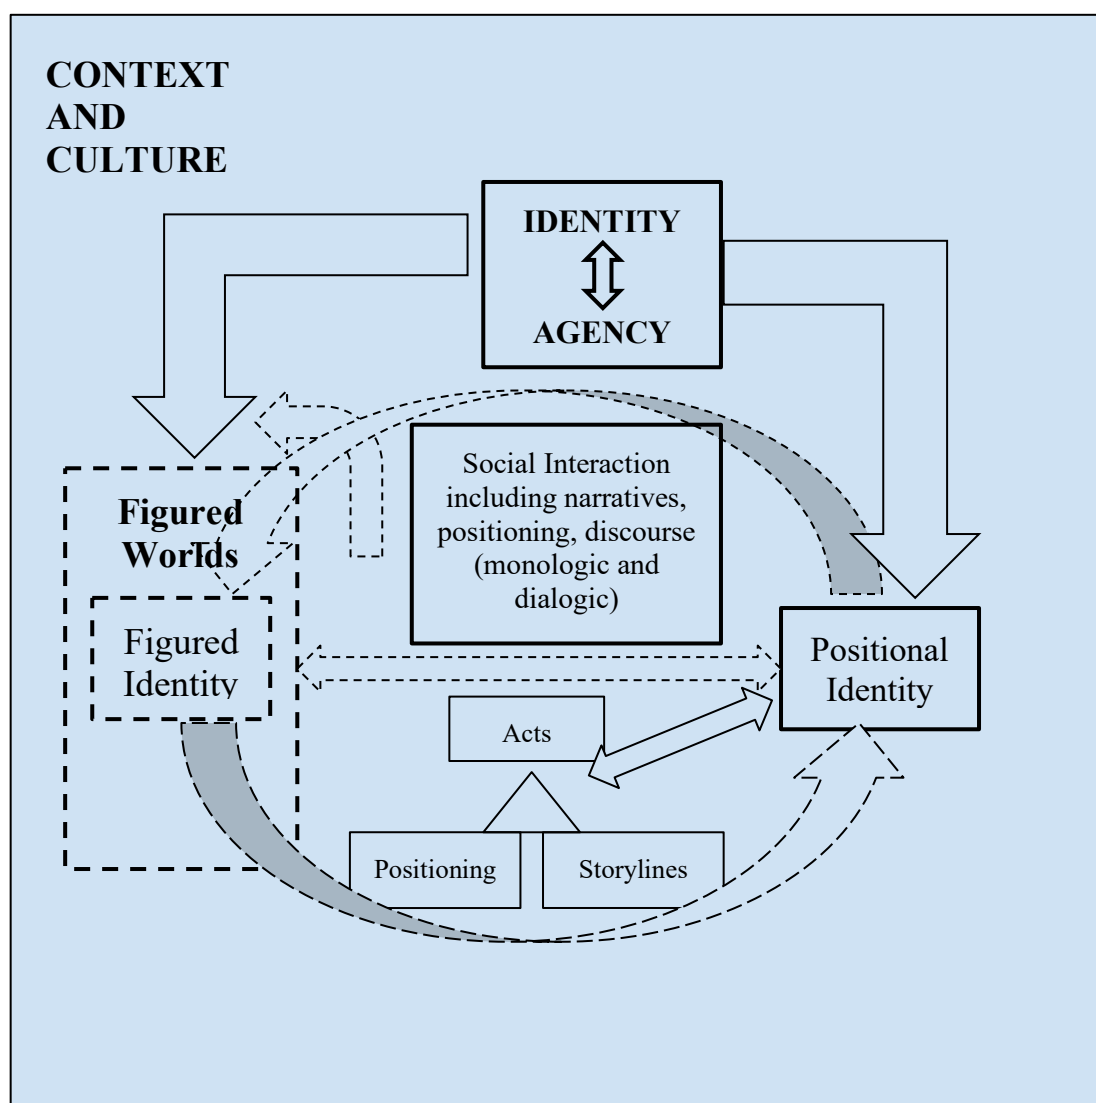 CONTEXT
AND
CULTURE
IDENTITY
AGENCY
Social Interaction
including narratives,
positioning, discourse
(monologic and
dialogic)
Figured
Worlds
Figured
Identity
Positional
Identity
Acts
Positioning
Storylines